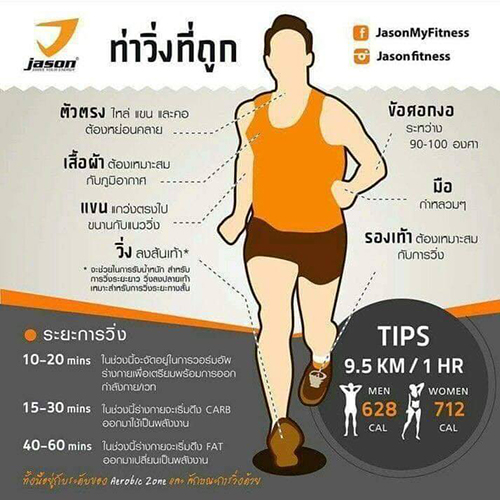 jason®
MAKE YOUR ENERGY
ท่าวิ่งที่ถูก
JasonMyFitness
Jasonfitness
ตัวตรง ไหล่ แขน และคอ
ต้องหย่อนคลาย
เสื้อผ้า ต้องเหมาะสม
กับภูมิอากาศ
แขน แกว่งตรงไป
ขนานกับแนววิ่ง
วิ่ง ลงส้นเท้า*
* จะช่วยในการรับน้ำหนัก สำหรับ
การวิ่งระยะยาว วิ่งลงปลายเท้า
เหมาะสำหรับการวิ่งระยะทางสั้น
ข้อศอกงอ
ระหว่าง
90-100 องศา
มือ
กำหลวมๆ
รองเท้า ต้องเหมาะสม
กับการวิ่ง
ระยะการวิ่ง
10-20 mins ในช่วงนี้จะจัดอยู่ในการวอร์มอัพ
ร่างกายเพื่อเตรียมพร้อมการออก
กำลังกาย/เวท
15-30 mins ในช่วงนี้ร่างกายจะเริ่มดึง CARB
ออกมาใช้เป็นพลังงาน
40-60 mins ในช่วงนี้ร่างกายจะเริ่มดึง FAT
ออกมาเปลี่ยนเป็นพลังงาน
ทั้งนี้อยู่กับระดับของ Aerobic Zone และ ลักษณะการวิ่งด้วย
TIPS
9.5 KM / 1 HR
MEN
628
CAL
WOMEN
712
CAL